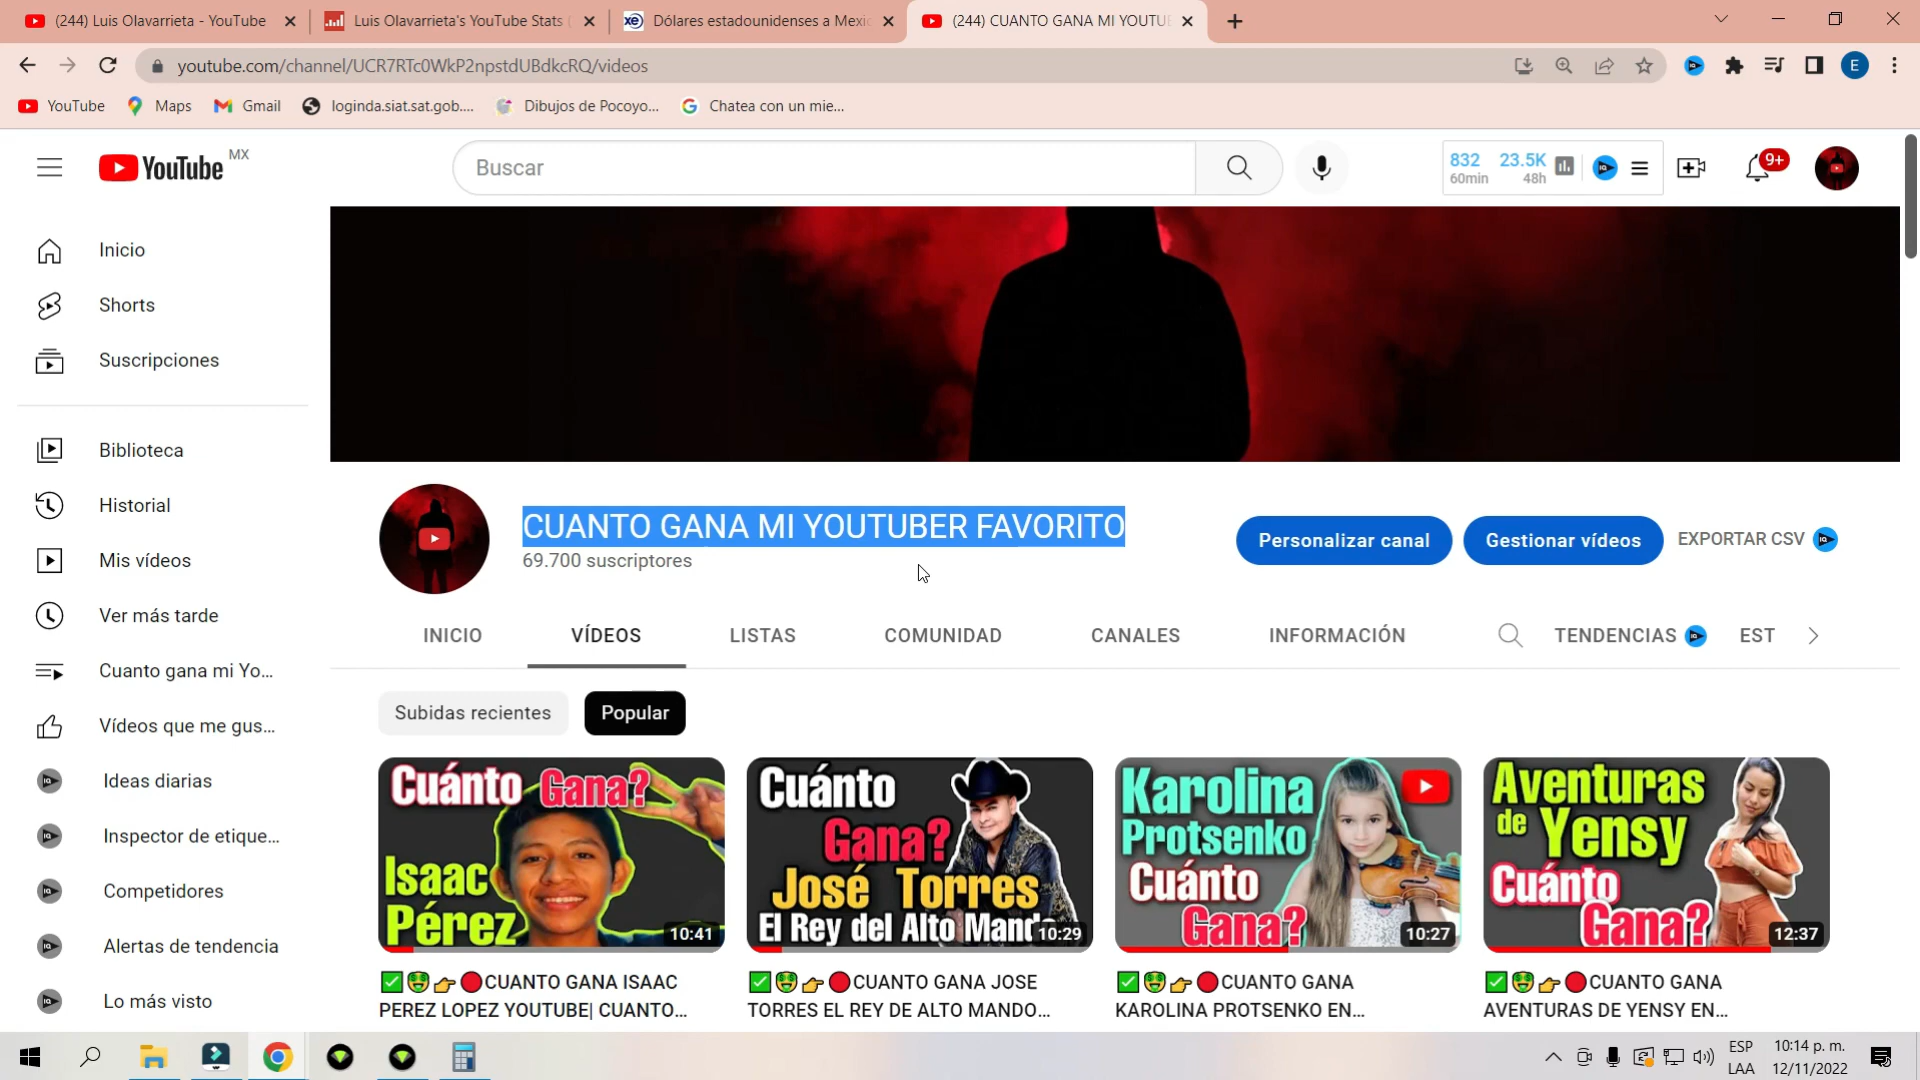 (244) Luis Olavarrieta - YouTube
Luis Olavarrieta's YouTube Stats (
Dólares estadounidenses a Mexi
(244) CUANTO GANA MI YOUTU
youtube.com/channel/UCR7RTc0WkP2npstdUBdkcRQ/videos
E
YouTube
Maps
Gmail
loginda.siat.sat.gob....
Dibujos de Pocoyo...
Chatea con un mie...
YouTube MX
Buscar
832 60min
23.5K 48h
9+
Inicio
Shorts
Suscripciones
Biblioteca
Historial
Mis vídeos
Ver más tarde
Cuanto gana mi Yo...
Vídeos que me gus...
Ideas diarias
Inspector de etique...
Competidores
Alertas de tendencia
Lo más visto
CUANTO GANA MI YOUTUBER FAVORITO
69.700 suscriptores
Personalizar canal
Gestionar vídeos
EXPORTAR CSV
INICIO
VÍDEOS
LISTAS
COMUNIDAD
CANALES
INFORMACIÓN
TENDENCIAS
EST
Subidas recientes
Popular
Cuánto Gana?
Isaac
Pérez
10:41
✅🤑👉🔴CUANTO GANA ISAAC
PEREZ LOPEZ YOUTUBE| CUANTO...
Cuánto
Gana?
José Torres
El Rey del Alto Mando
10:29
✅🤑👉🔴CUANTO GANA JOSE
TORRES EL REY DE ALTO MANDO...
Karolina
Protsenko
Cuánto
Gana?
10:27
✅🤑👉🔴CUANTO GANA
KAROLINA PROTSENKO EN...
Aventuras
de Yensy
Cuánto
Gana?
12:37
✅🤑👉🔴CUANTO GANA
AVENTURAS DE YENSY EN...
ESP
LAA
10:14 p. m.
12/11/2022